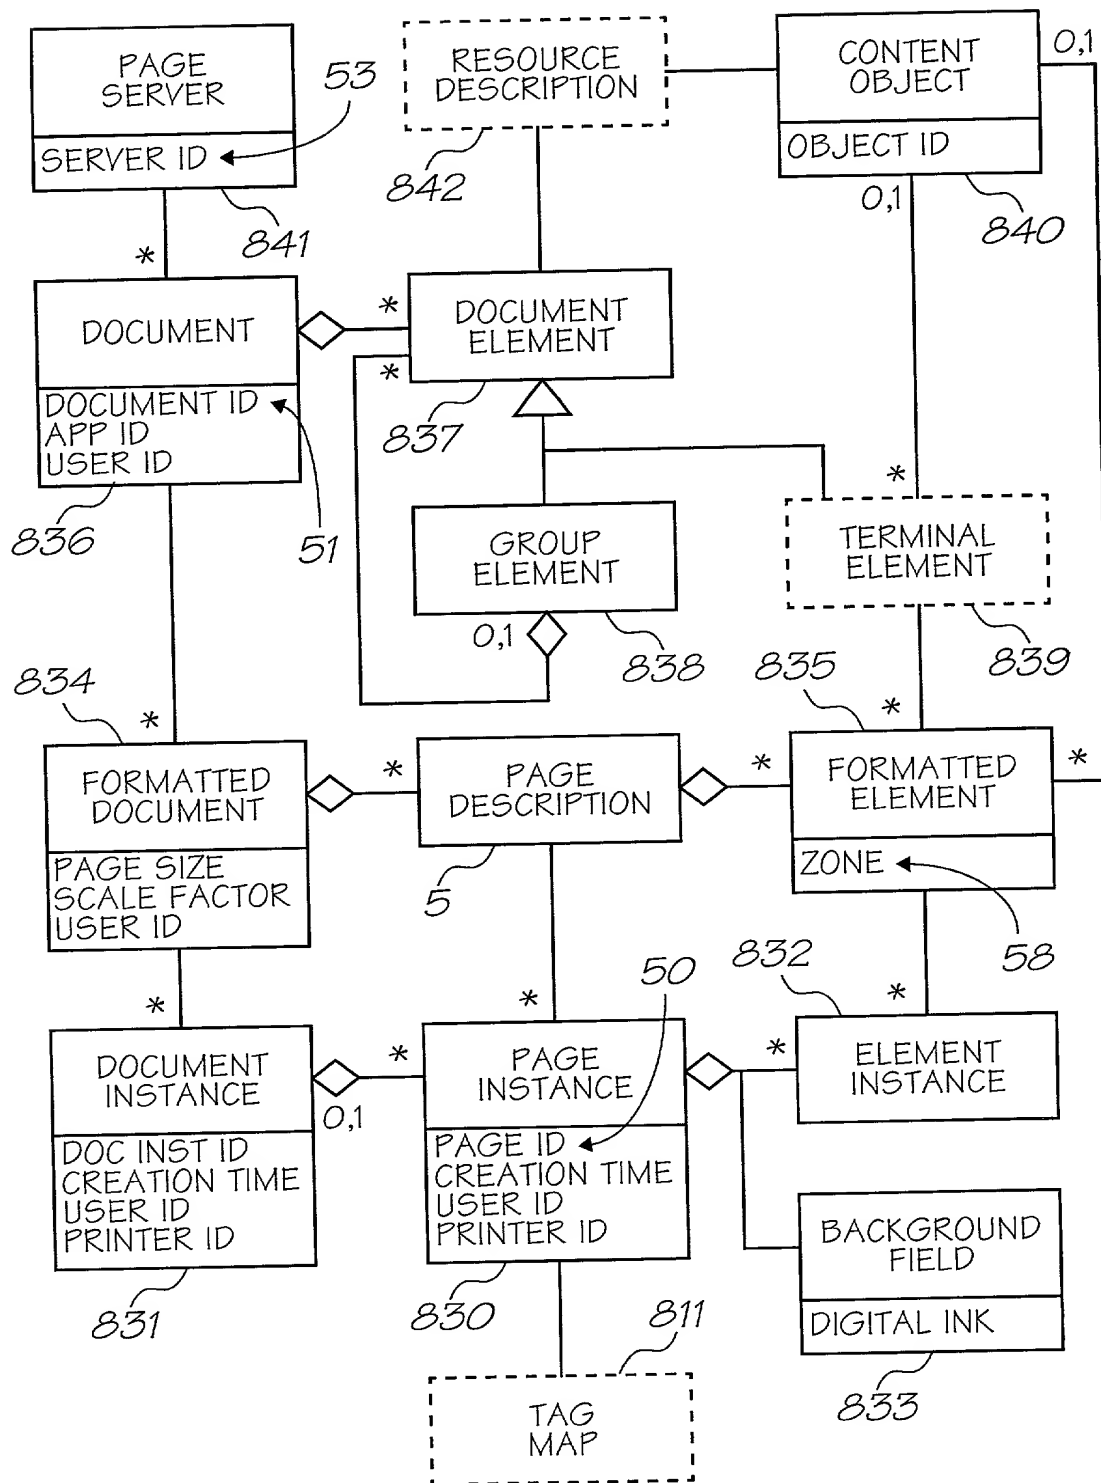 PAGE
SERVER
SERVER ID
53
841
RESOURCE
DESCRIPTION
842
CONTENT
OBJECT
OBJECT ID
0,1
0,1
840
*
DOCUMENT
DOCUMENT ID
APP ID
USER ID
836
51
*
*
DOCUMENT
ELEMENT
837
GROUP
ELEMENT
0,1
838
*
TERMINAL
ELEMENT
839
834
*
FORMATTED
DOCUMENT
PAGE SIZE
SCALE FACTOR
USER ID
*
PAGE
DESCRIPTION
5
835
*
*
*
FORMATTED
ELEMENT
ZONE
58
*
DOCUMENT
INSTANCE
0,1
DOC INST ID
CREATION TIME
USER ID
PRINTER ID
831
*
*
50
PAGE
INSTANCE
PAGE ID
CREATION TIME
USER ID
PRINTER ID
830
832
*
*
ELEMENT
INSTANCE
BACKGROUND
FIELD
DIGITAL INK
833
811
TAG
MAP